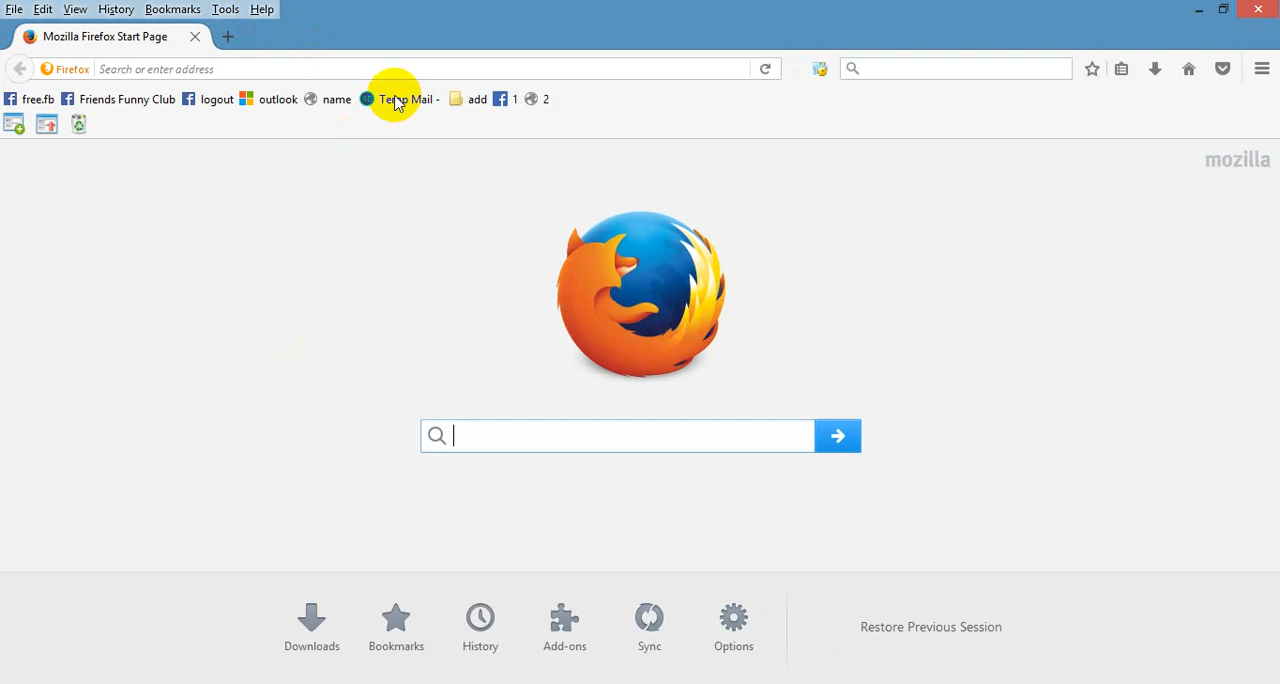 File Edit View History Bookmarks Tools Help
Mozilla Firefox Start Page
Firefox Search or enter address
free.fb Friends Funny Club logout outlook name Temp Mail - add 1 2
mozilla
Downloads Bookmarks History Add-ons Sync Options Restore Previous Session